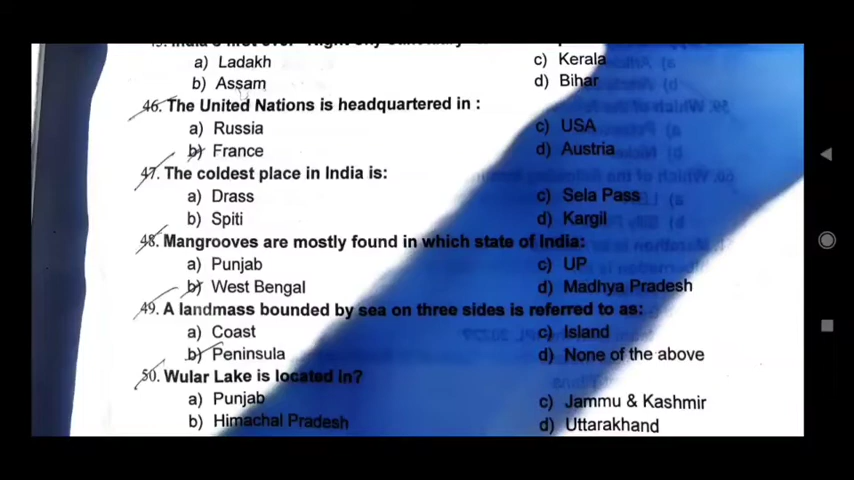 a) Ladakh c) Kerala
b) Assam d) Bihar
46. The United Nations is headquartered in :
a) Russia c) USA
b) France d) Austria
47. The coldest place in India is:
a) Drass c) Sela Pass
b) Spiti d) Kargil
48. Mangrooves are mostly found in which state of India:
a) Punjab c) UP
b) West Bengal d) Madhya Pradesh
49. A landmass bounded by sea on three sides is referred to as:
a) Coast c) Island
b) Peninsula d) None of the above
50. Wular Lake is located in?
a) Punjab c) Jammu & Kashmir
b) Himachal Pradesh d) Uttarakhand